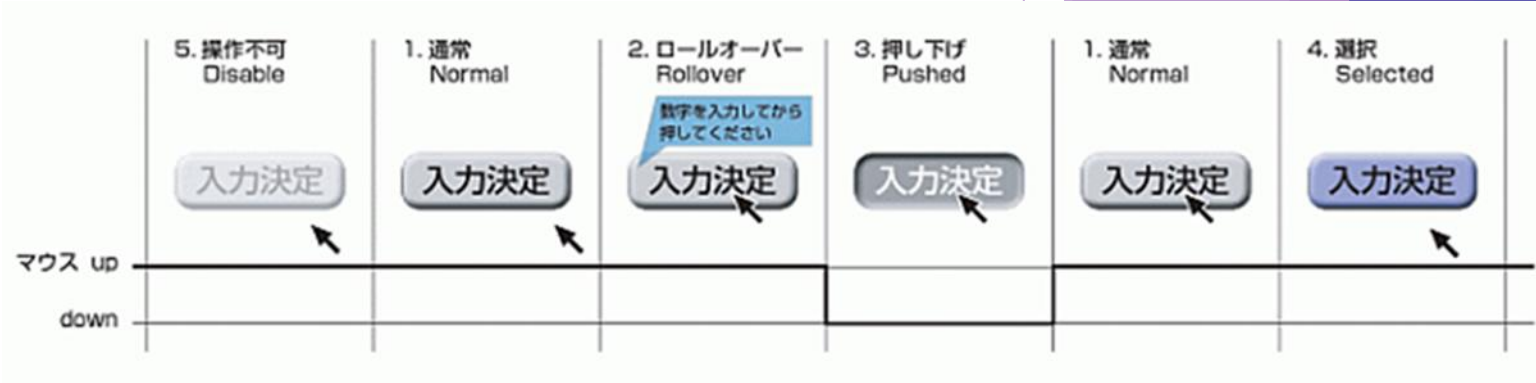 5. 操作不可
Disable
1. 通常
Normal
2. ロールオーバー
Rollover
3. 押し下げ
Pushed
1. 通常
Normal
4. 選択
Selected
数字を入力してから
押してください
入力決定
入力決定
入力決定
入力決定
入力決定
入力決定
マウス up
down